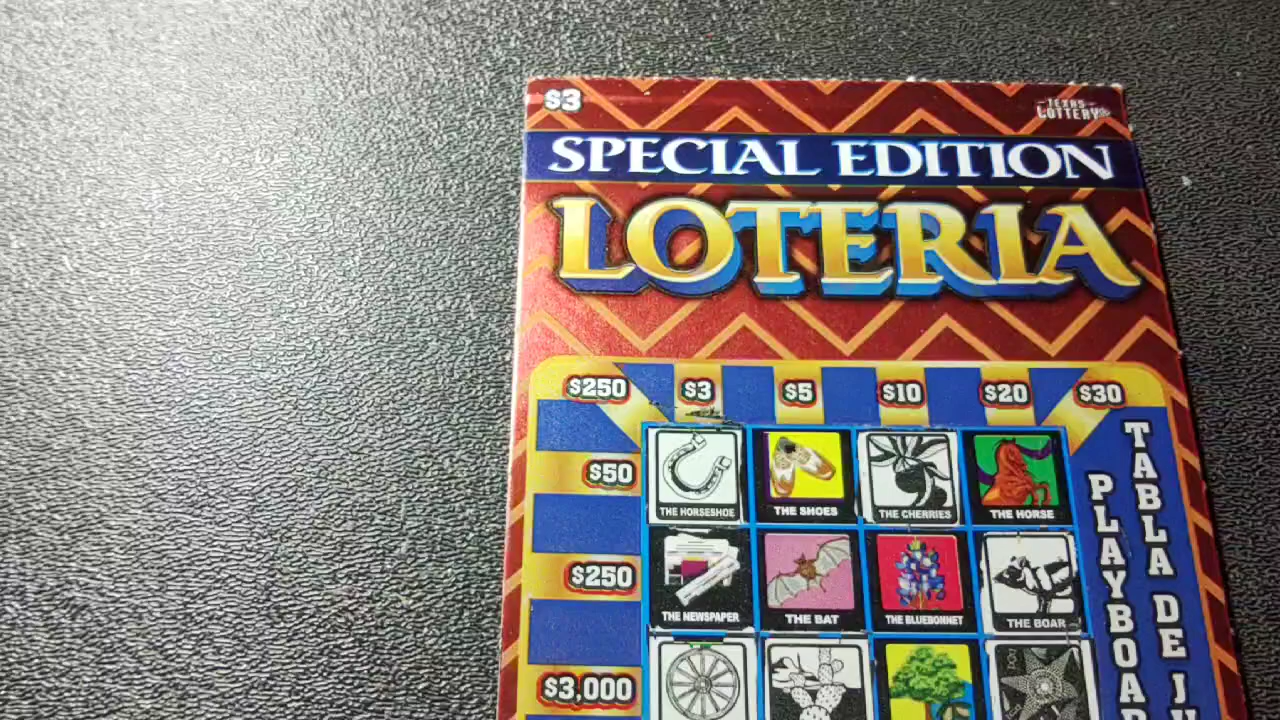 $3
TEXAS
LOTTERY
SPECIAL EDITION
LOTERIA
$250 $3 $5 $10 $20 $30
$50
THE HORSESHOE THE SHOES THE CHERRIES THE HORSE
$250
THE NEWSPAPER THE BAT THE BLUEBONNET THE BOAR
$3,000
TABLA DE
PLAYBOAR